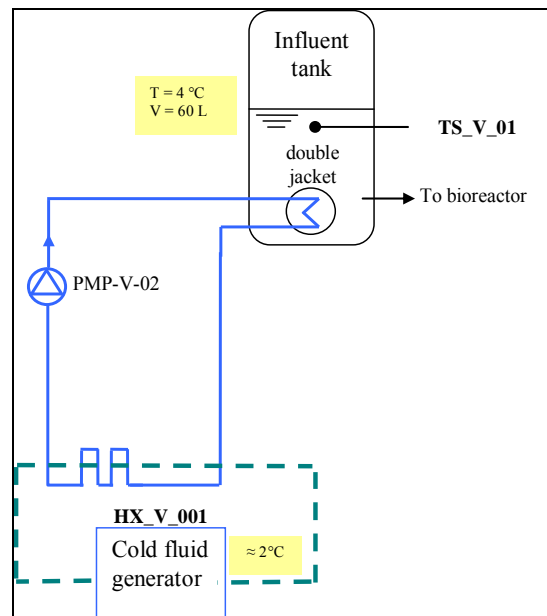 Influent
tank
T = 4 °C
V = 60 L
TS_V_01
double
jacket
To bioreactor
PMP-V-02
HX_V_001
Cold fluid
generator
≈ 2°C